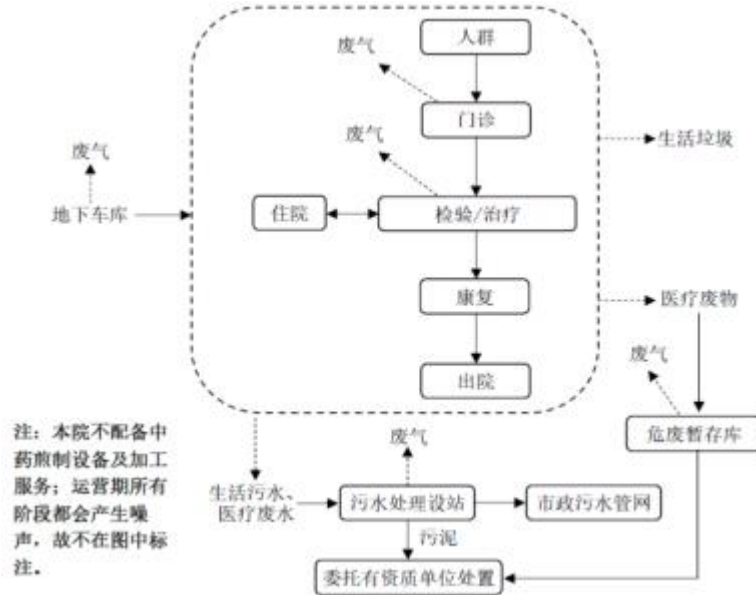 人群
废气
门诊
废气
生活垃圾
废气
地下车库
住院
检验/治疗
康复
医疗废物
废气
出院
危废暂存库
注：本院不配备中
药煎制设备及加工
服务；运营期所有
阶段都会产生噪
声，故不在图中标
注。
废气
生活污水、
医疗废水
污水处理设站
市政污水管网
污泥
委托有资质单位处置